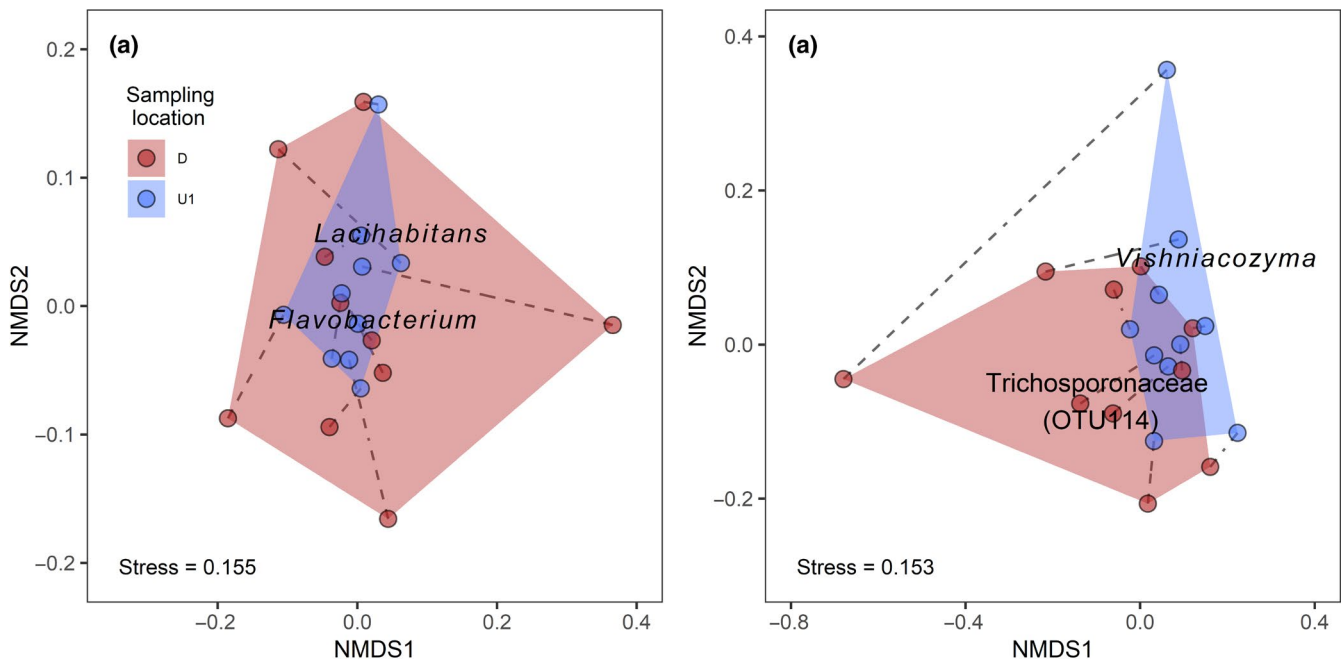 (a)
Sampling
location
D
U1
Lacihabitans
Flavobacterium
Stress = 0.155
0.2
0.1
0.0
−0.1
−0.2
−0.2
0.0
0.2
0.4
NMDS1
NMDS2
(a)
Vishniacozyma
Trichosporonaceae
(OTU114)
Stress = 0.153
0.4
0.2
0.0
−0.2
−0.8
−0.4
0.0
0.4
NMDS1
NMDS2